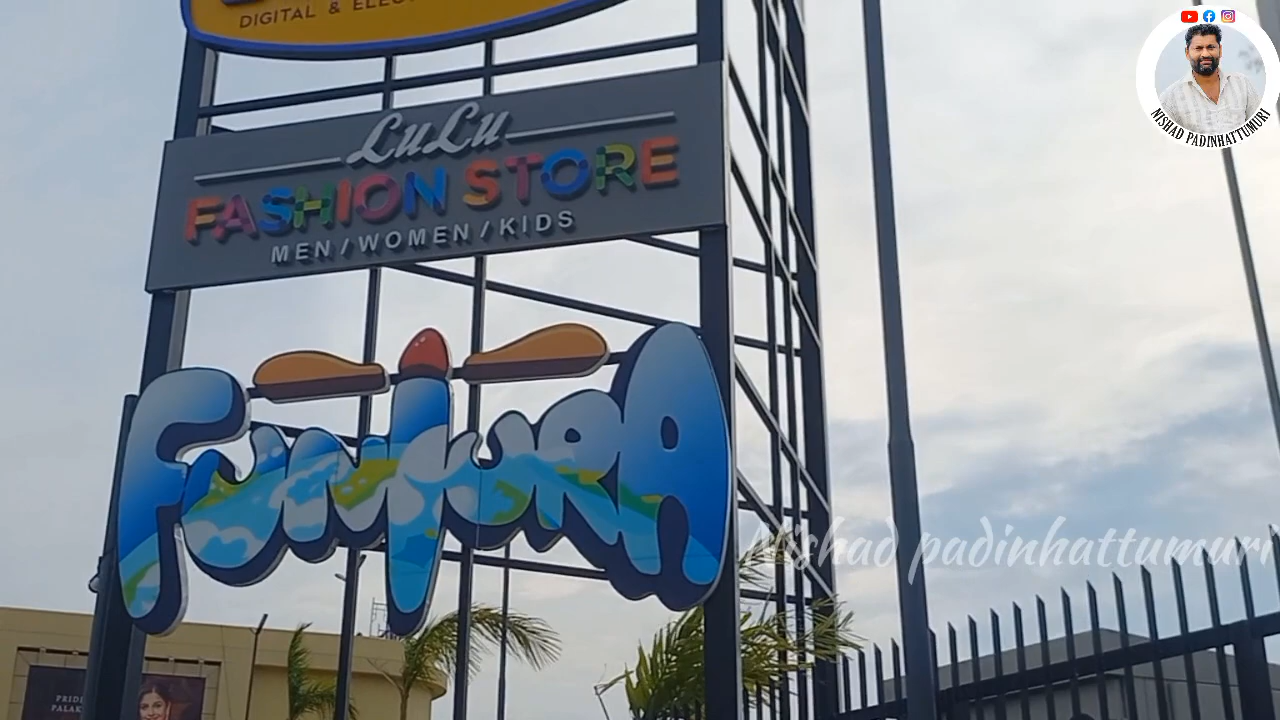 DIGITAL & ELEC
LuLu
FASHION STORE
MEN / WOMEN / KIDS
FUNTURA
NISHAD PADINHATTUMURI
Nishad padinhattumuri
PRIDE
PALAK